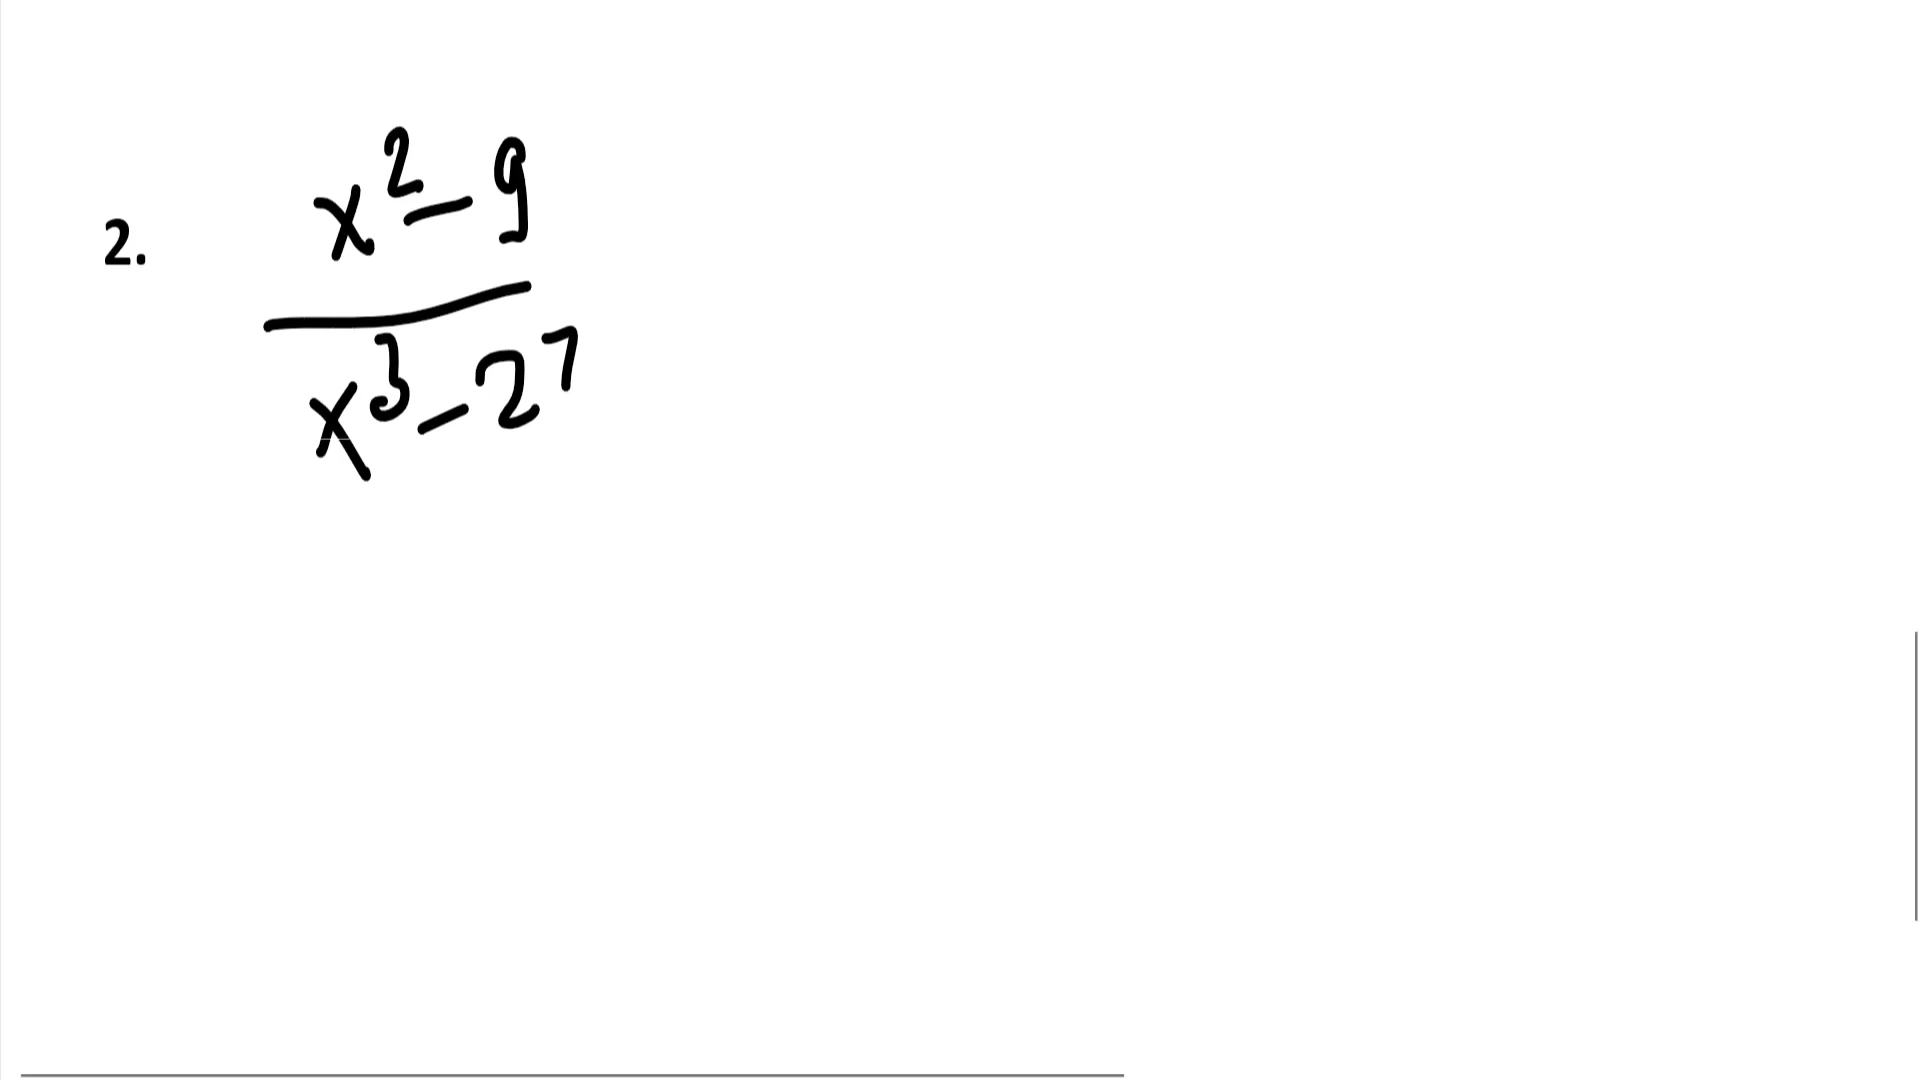 2. x² - 9
x³ - 27